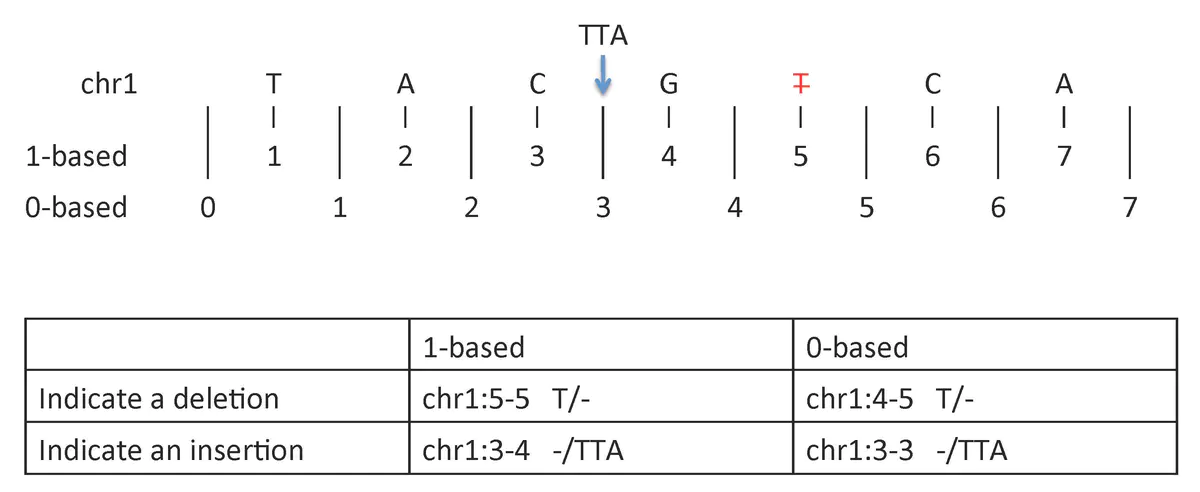 TTA
chr1 T A C G T C A
1-based 1 2 3 4 5 6 7
0-based 0 1 2 3 4 5 6 7
1-based 0-based
Indicate a deletion chr1:5-5 T/- chr1:4-5 T/-
Indicate an insertion chr1:3-4 -/TTA chr1:3-3 -/TTA